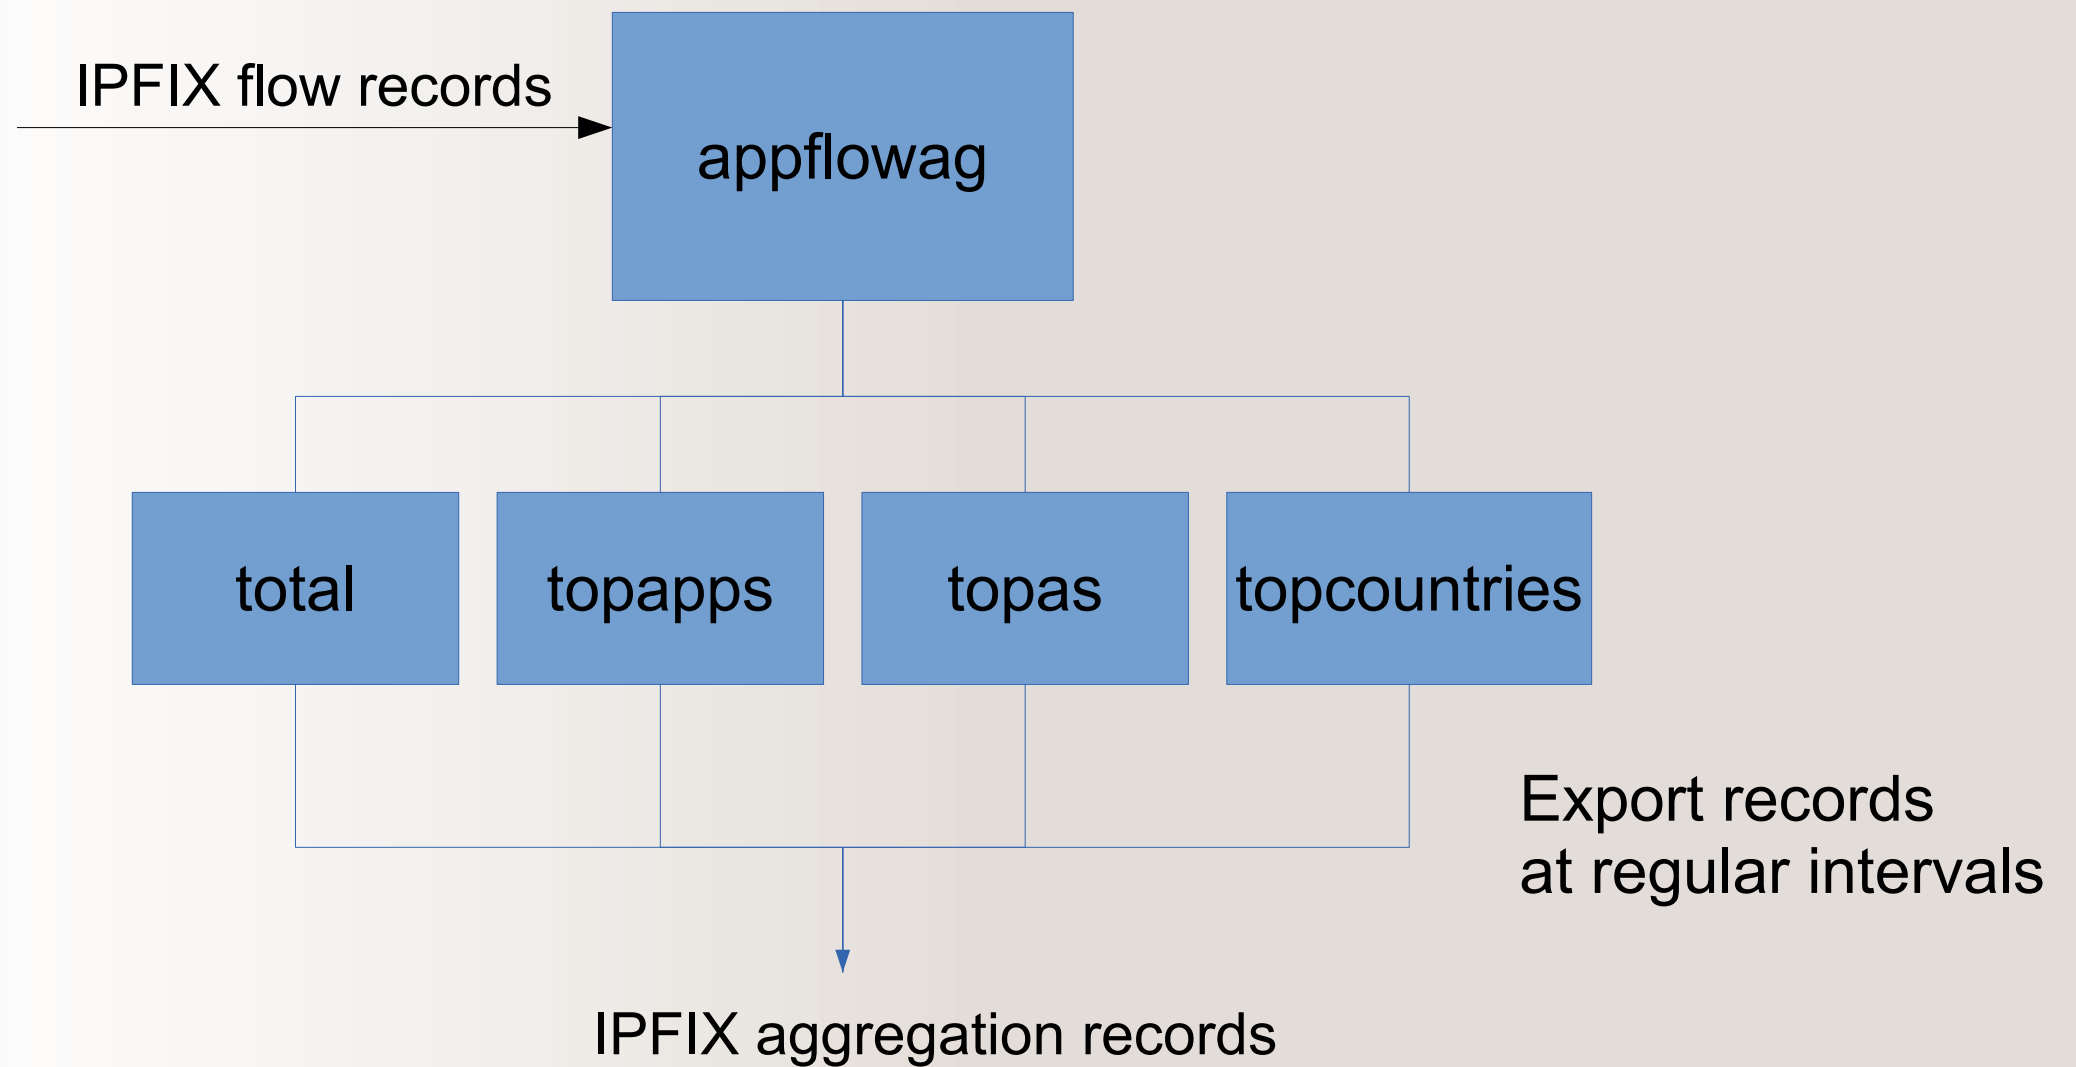 IPFIX flow records
appflowag
total
topapps
topas
topcountries
Export records
at regular intervals
IPFIX aggregation records